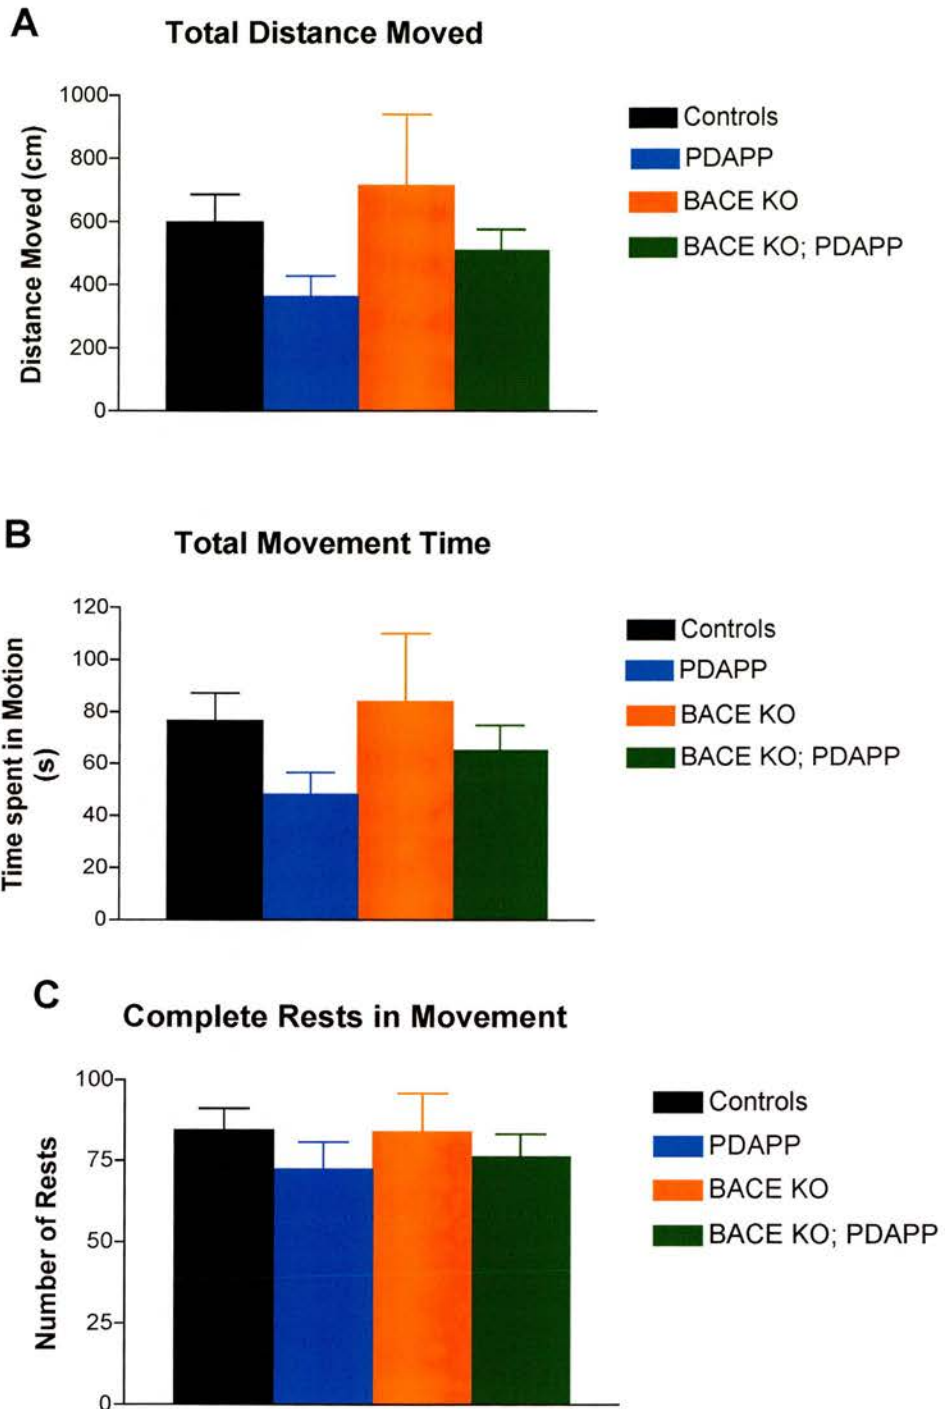 A
Total Distance Moved
Distance Moved (cm)
1000
800
600
400
200
0
Controls
PDAPP
BACE KO
BACE KO; PDAPP
B
Total Movement Time
Time spent in Motion
(s)
120
100
80
60
40
20
0
Controls
PDAPP
BACE KO
BACE KO; PDAPP
C
Complete Rests in Movement
Number of Rests
100
75
50
25
0
Controls
PDAPP
BACE KO
BACE KO; PDAPP